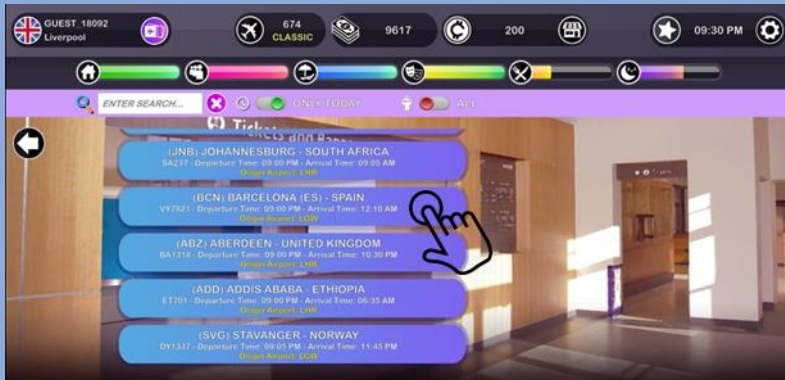 GUEST_18092
Liverpool
674
CLASSIC
9617
200
09:30 PM
ENTER SEARCH...
ONLY TODAY
ALL
Tickets and
(JNB) JOHANNESBURG - SOUTH AFRICA
SA237 - Departure Time: 09:00 PM - Arrival Time: 09:05 AM
Origin Airport: LHR
(BCN) BARCELONA (ES) - SPAIN
VY7821 - Departure Time: 09:00 PM - Arrival Time: 12:10 AM
Origin Airport: LGW
(ABZ) ABERDEEN - UNITED KINGDOM
BA1318 - Departure Time: 09:00 PM - Arrival Time: 10:30 PM
Origin Airport: LHR
(ADD) ADDIS ABABA - ETHIOPIA
ET701 - Departure Time: 09:00 PM - Arrival Time: 06:35 AM
Origin Airport: LHR
(SVG) STAVANGER - NORWAY
DY1337 - Departure Time: 09:05 PM - Arrival Time: 11:45 PM
Origin Airport: LGW